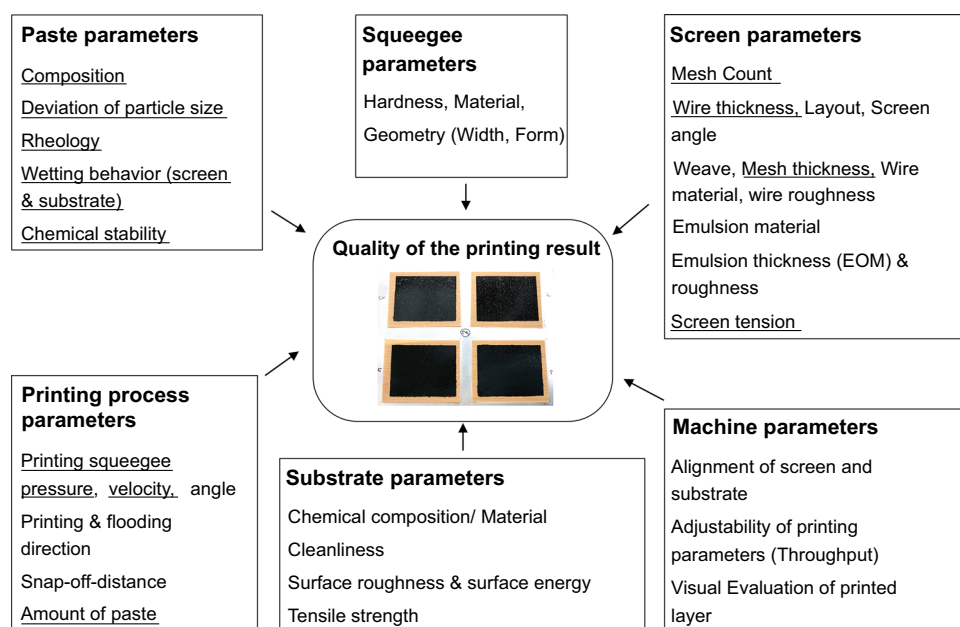 Paste parameters
Composition
Deviation of particle size
Rheology
Wetting behavior (screen
& substrate)
Chemical stability
Squeegee
parameters
Hardness, Material,
Geometry (Width, Form)
Screen parameters
Mesh Count
Wire thickness, Layout, Screen
angle
Weave, Mesh thickness, Wire
material, wire roughness
Emulsion material
Emulsion thickness (EOM) &
roughness
Screen tension
Quality of the printing result
Printing process
parameters
Printing squeegee
pressure, velocity, angle
Printing & flooding
direction
Snap-off-distance
Amount of paste
Substrate parameters
Chemical composition/ Material
Cleanliness
Surface roughness & surface energy
Tensile strength
Machine parameters
Alignment of screen and
substrate
Adjustability of printing
parameters (Throughput)
Visual Evaluation of printed
layer